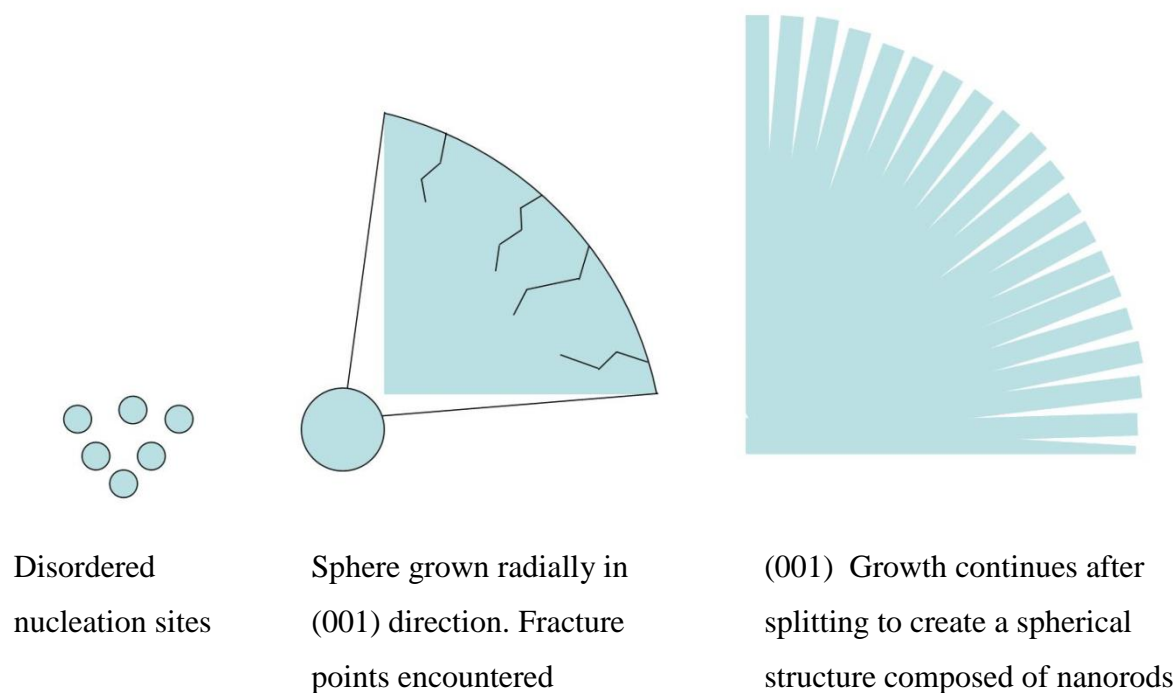 Disordered
nucleation sites
Sphere grown radially in
(001) direction. Fracture
points encountered
(001)  Growth continues after
splitting to create a spherical
structure composed of nanorods